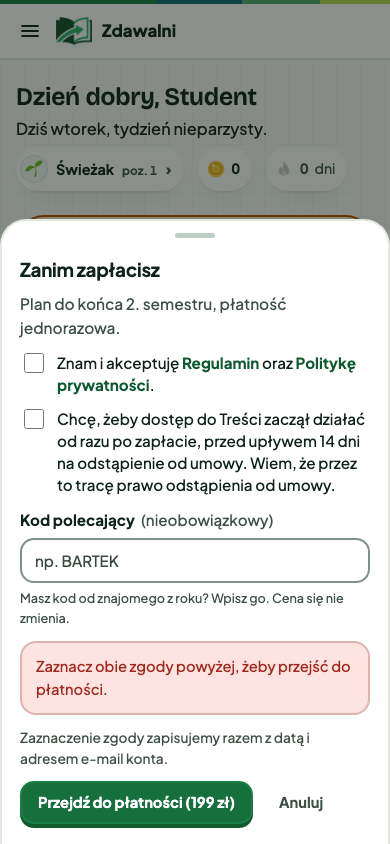 Zdawalni
Dzień dobry, Student
Dziś wtorek, tydzień nieparzysty.
Świeżak poz. 1 › 0 0 dni
Zanim zapłacisz
Plan do końca 2. semestru, płatność
jednorazowa.
Znam i akceptuję Regulamin oraz Politykę
prywatności.
Chcę, żeby dostęp do Treści zaczął działać
od razu po zapłacie, przed upływem 14 dni
na odstąpienie od umowy. Wiem, że przez
to tracę prawo odstąpienia od umowy.
Kod polecający (nieobowiązkowy)
np. BARTEK
Masz kod od znajomego z roku? Wpisz go. Cena się nie
zmienia.
Zaznacz obie zgody powyżej, żeby przejść do
płatności.
Zaznaczenie zgody zapisujemy razem z datą i
adresem e-mail konta.
Przejdź do płatności (199 zł) Anuluj